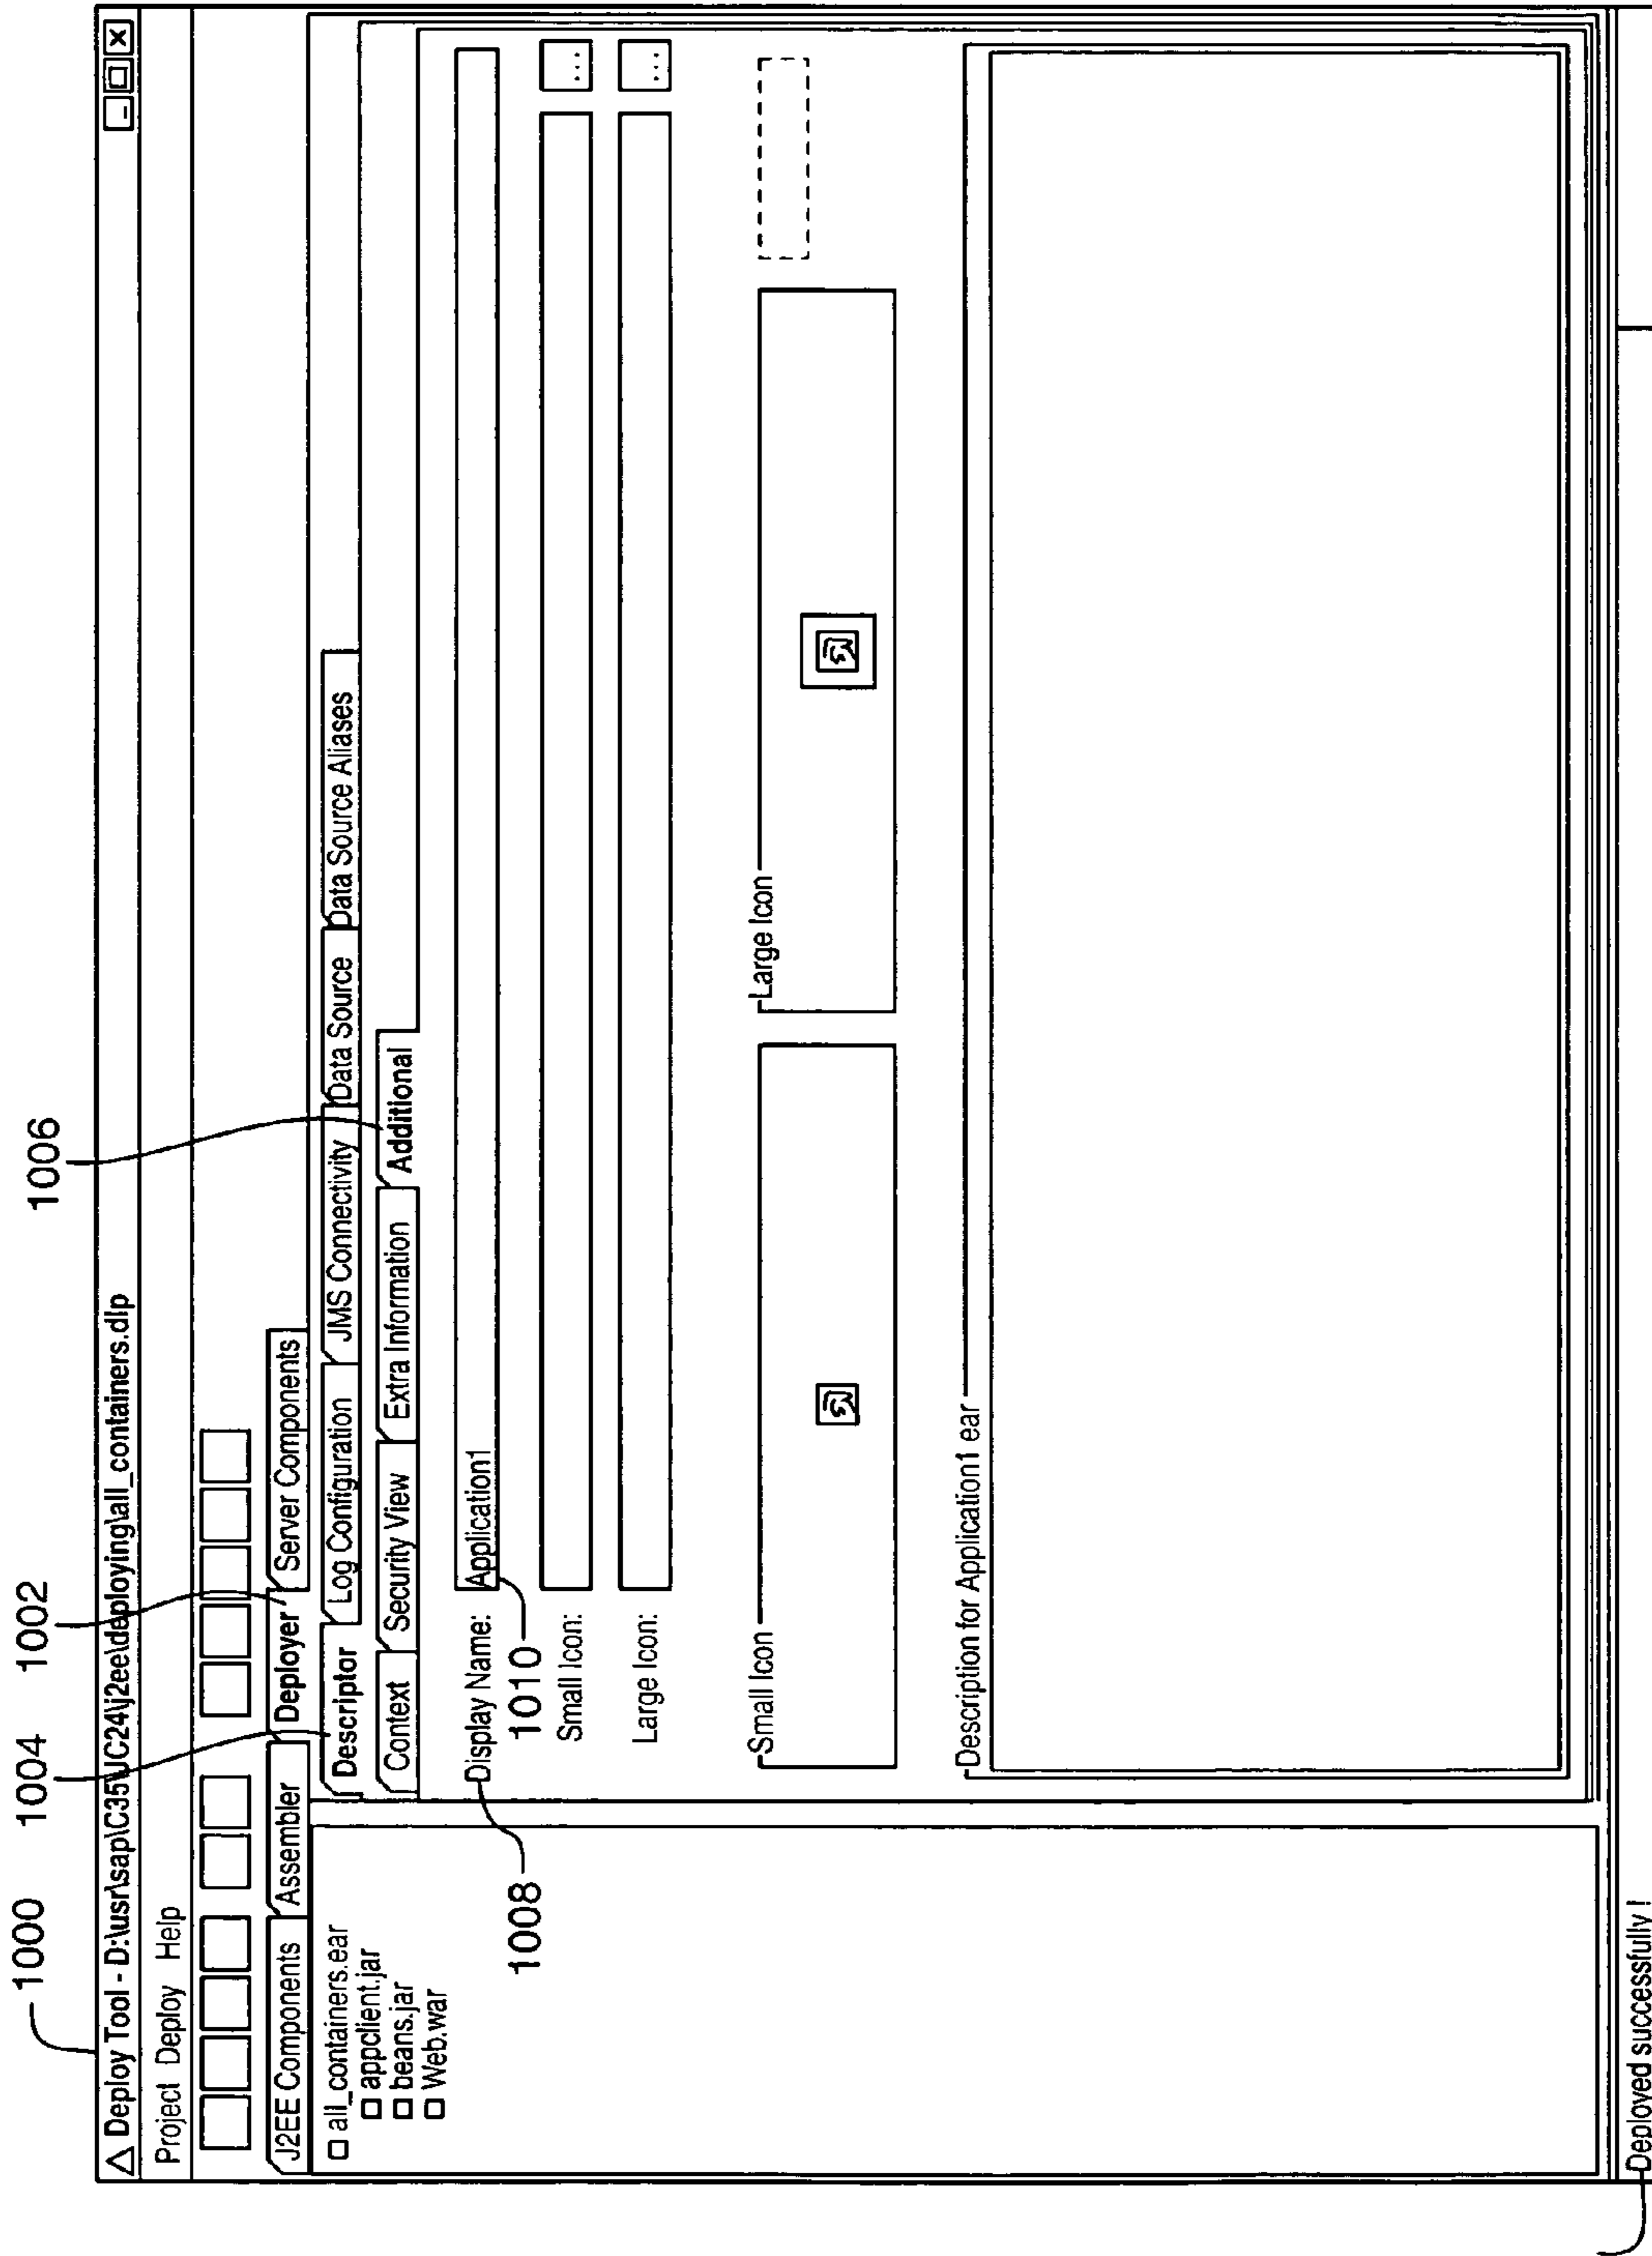 1000
1004
1002
1006
Deploy Tool - D:\usr\sap\C35\JC24\j2ee\deploying\all_containers.dlp
Project Deploy Help
J2EE Components Assembler Deployer Server Components
Descriptor Log Configuration JMS Connectivity Data Source Data Source Aliases
Context Security View Extra Information Additional
all_containers.ear
appclient.jar
beans.jar
Web.war
Display Name: Application1
1008
1010
Small Icon: ...
Large Icon: ...
Small Icon
Large Icon
Description for Application1 ear
Deployed successfully !